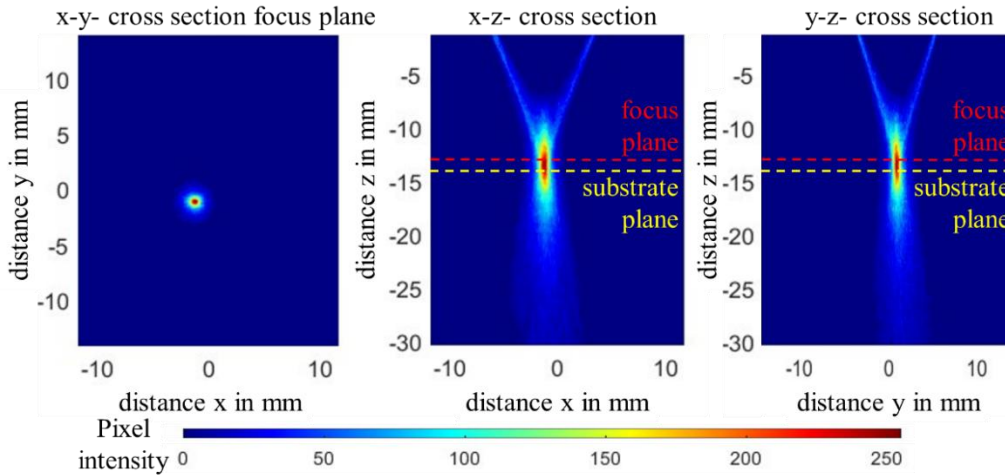 x-y- cross section focus plane
distance y in mm
10
5
0
-5
-10
-10
0
10
distance x in mm
x-z- cross section
distance z in mm
-5
-10
-15
-20
-25
-30
focus
plane
substrate
plane
-10
0
10
distance x in mm
y-z- cross section
distance z in mm
-5
-10
-15
-20
-25
-30
focus
plane
substrate
plane
-10
0
10
distance y in mm
Pixel
intensity
0
50
100
150
200
250